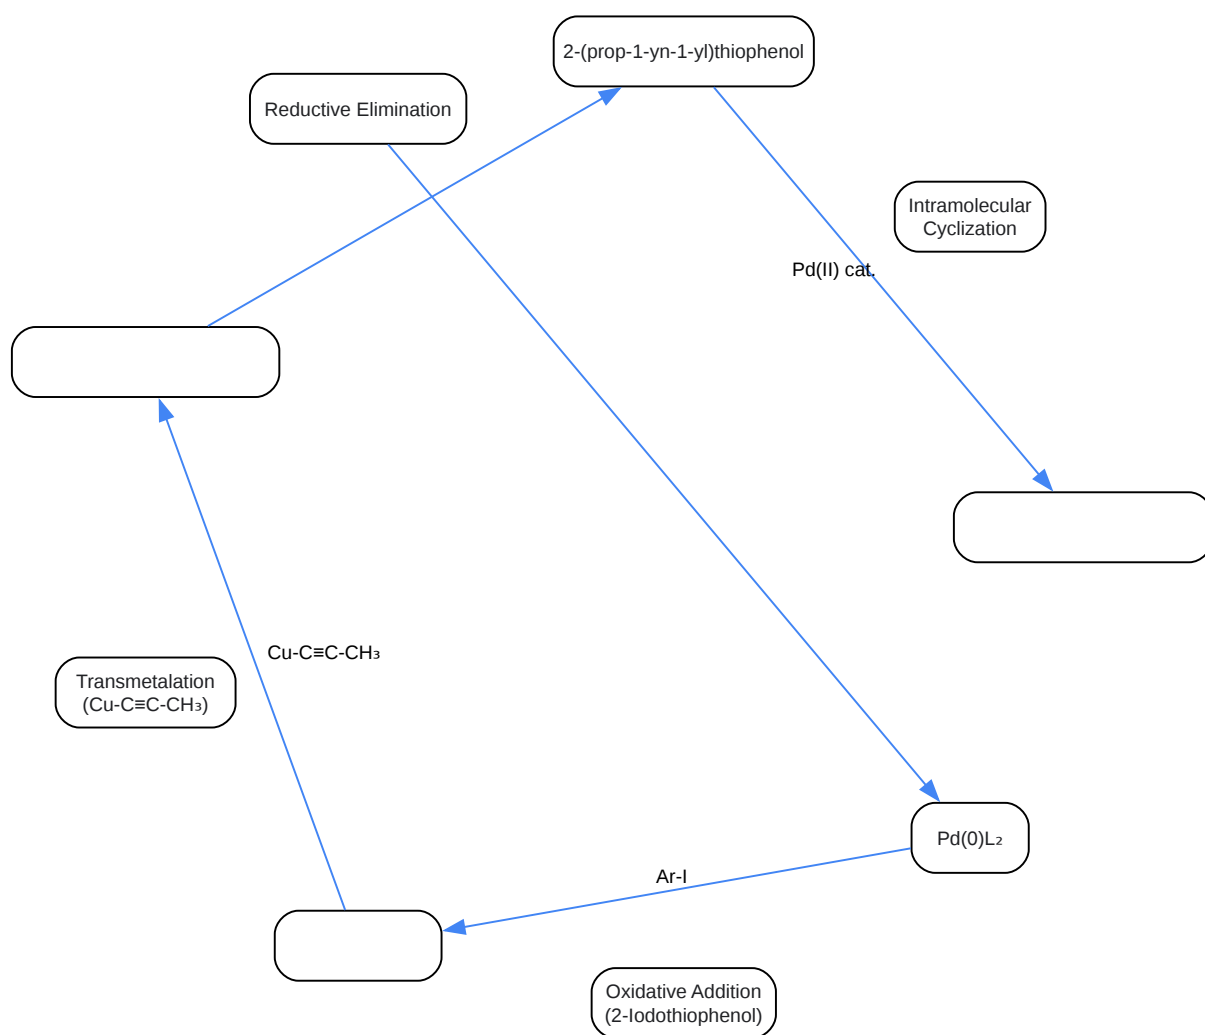 2-(prop-1-yn-1-yl)thiophenol
Reductive Elimination
Intramolecular
Cyclization
Pd(II) cat.
Cu-C≡C-CH₃
Transmetalation
(Cu-C≡C-CH₃)
Pd(0)L₂
Ar-I
Oxidative Addition
(2-Iodothiophenol)